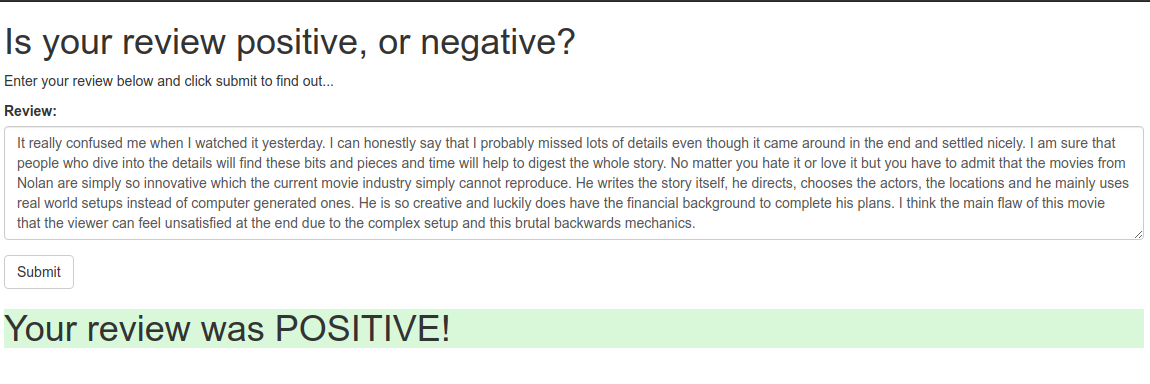 Is your review positive, or negative?
Enter your review below and click submit to find out...
Review:
It really confused me when I watched it yesterday. I can honestly say that I probably missed lots of details even though it came around in the end and settled nicely. I am sure that
people who dive into the details will find these bits and pieces and time will help to digest the whole story. No matter you hate it or love it but you have to admit that the movies from
Nolan are simply so innovative which the current movie industry simply cannot reproduce. He writes the story itself, he directs, chooses the actors, the locations and he mainly uses
real world setups instead of computer generated ones. He is so creative and luckily does have the financial background to complete his plans. I think the main flaw of this movie
that the viewer can feel unsatisfied at the end due to the complex setup and this brutal backwards mechanics.
Submit
Your review was POSITIVE!